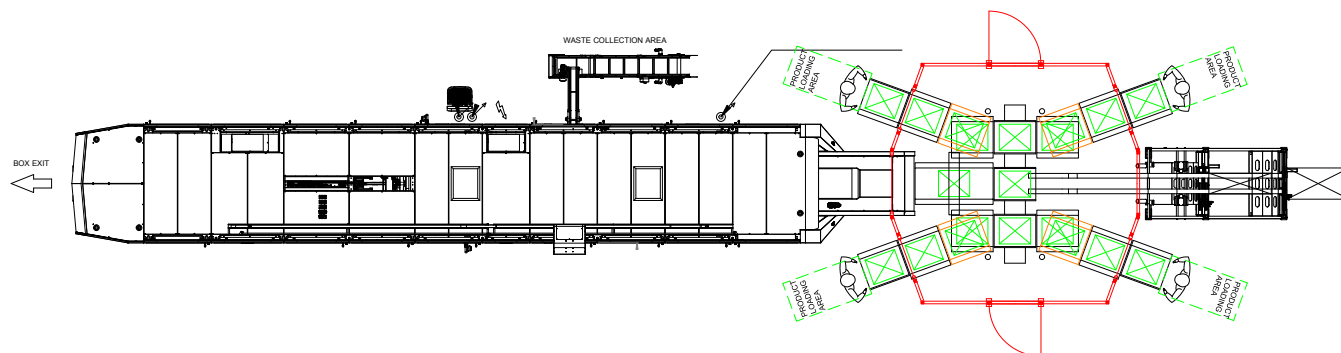 WASTE COLLECTION AREA
PRODUCT
LOADING
AREA
PRODUCT
LOADING
AREA
BOX EXIT
PRODUCT
LOADING
AREA
PRODUCT
LOADING
AREA